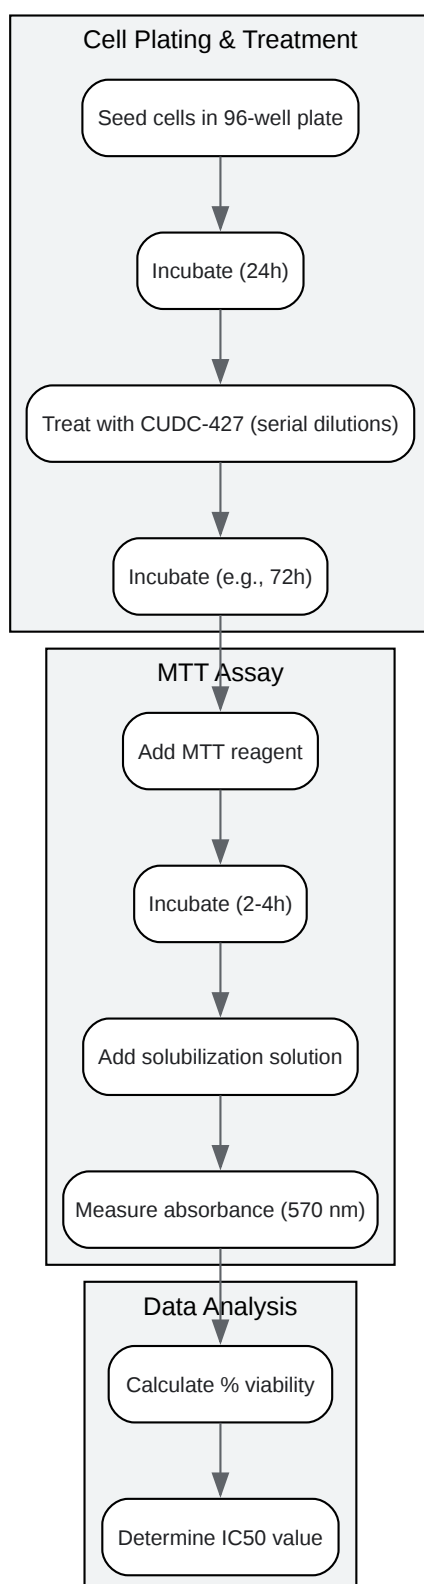 Cell Plating & Treatment
Seed cells in 96-well plate
Incubate (24h)
Treat with CUDC-427 (serial dilutions)
Incubate (e.g., 72h)
MTT Assay
Add MTT reagent
Incubate (2-4h)
Add solubilization solution
Measure absorbance (570 nm)
Data Analysis
Calculate % viability
Determine IC50 value